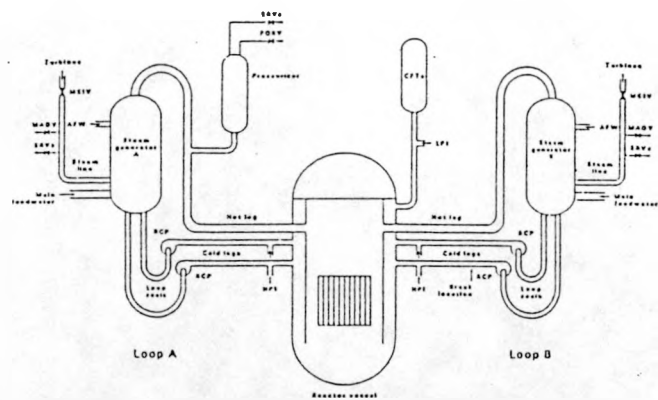 SRVs
PORV
Turbines
MSIV
Pressurizer
CFTs
Turbines
MSIV
MADV
AFW
SRVs
Steam generator A
LPI
Steam generator B
AFW
MADV
SRVs
Steam line
Steam line
Main feedwater
Main feedwater
Hot leg
Hot leg
RCP
RCP
Cold legs
Cold legs
RCP
RCP
Loop seals
HPI
HPI
Break location
Loop seals
Loop A
Loop B
Reactor vessel